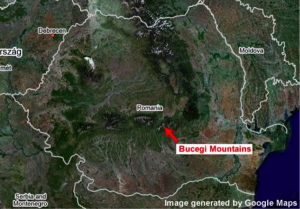 Debrecen
rszág
Moldova
Romania
Bucegi Mountains
Serbia and
Montenegro
Image generated by Google Maps